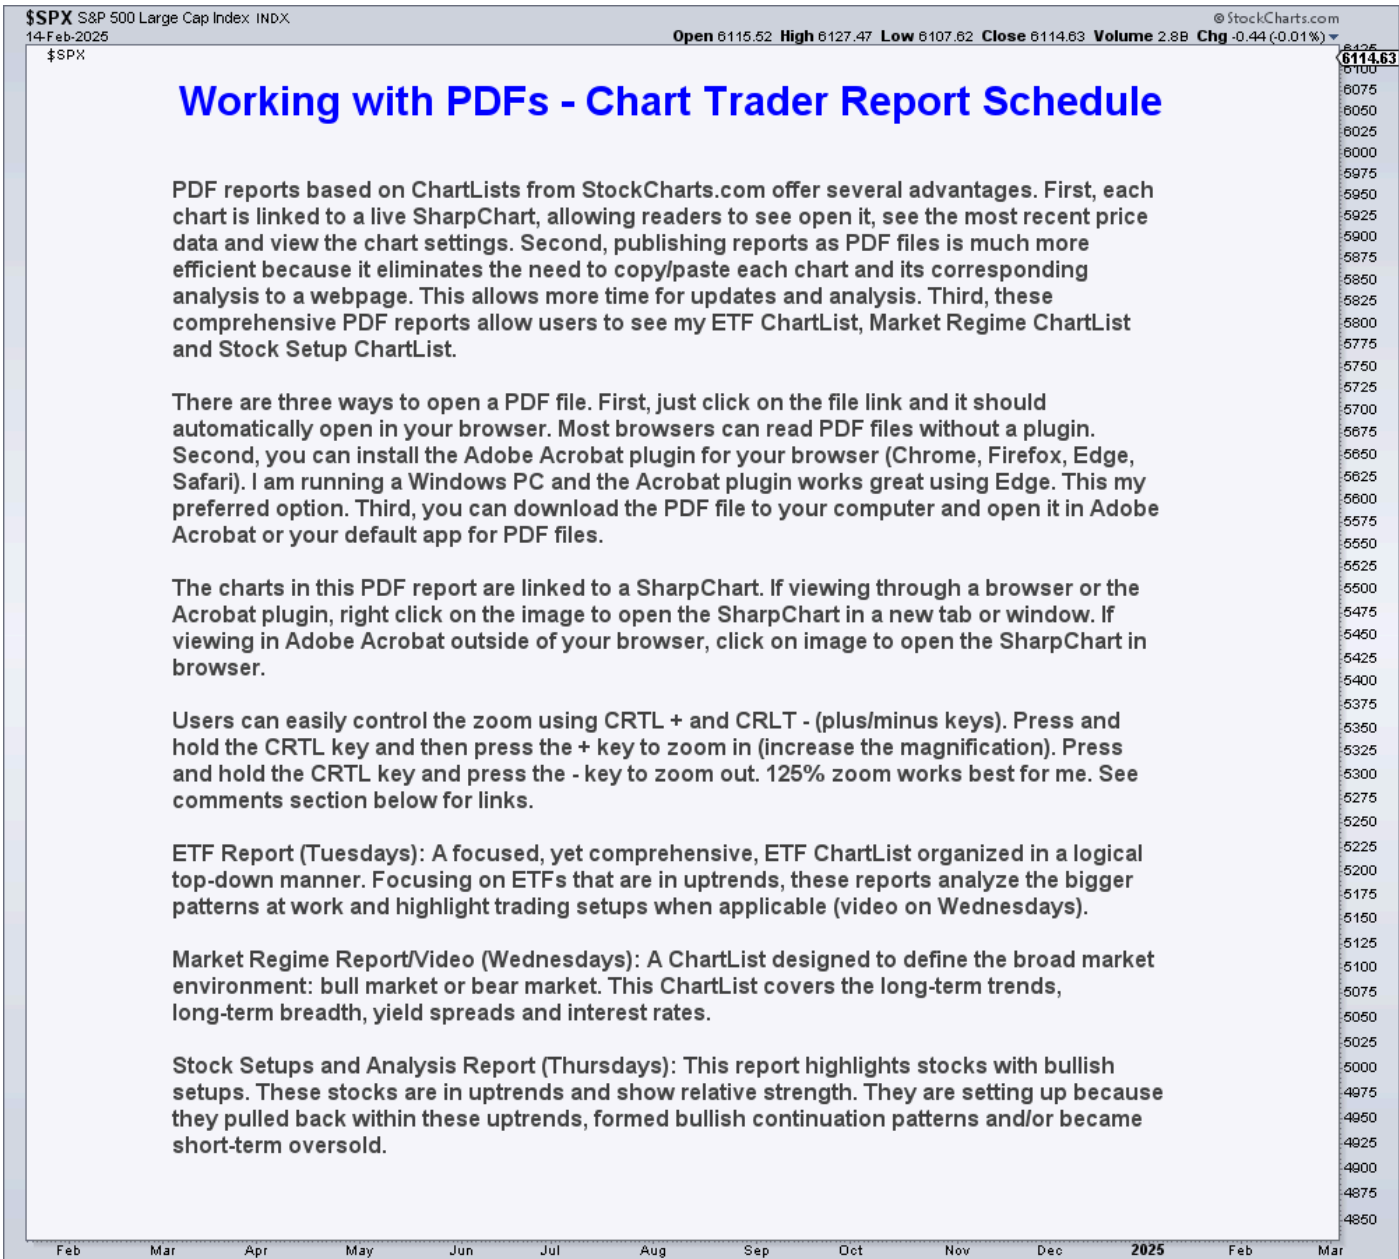 $SPX S&P 500 Large Cap Index INDX
© StockCharts.com
14-Feb-2025
Open 6115.52 High 6127.47 Low 6107.62 Close 6114.63 Volume 2.8B Chg -0.44 (-0.01%)
$SPX
Working with PDFs - Chart Trader Report Schedule
PDF reports based on ChartLists from StockCharts.com offer several advantages. First, each
chart is linked to a live SharpChart, allowing readers to see open it, see the most recent price
data and view the chart settings. Second, publishing reports as PDF files is much more
efficient because it eliminates the need to copy/paste each chart and its corresponding
analysis to a webpage. This allows more time for updates and analysis. Third, these
comprehensive PDF reports allow users to see my ETF ChartList, Market Regime ChartList
and Stock Setup ChartList.
There are three ways to open a PDF file. First, just click on the file link and it should
automatically open in your browser. Most browsers can read PDF files without a plugin.
Second, you can install the Adobe Acrobat plugin for your browser (Chrome, Firefox, Edge,
Safari). I am running a Windows PC and the Acrobat plugin works great using Edge. This my
preferred option. Third, you can download the PDF file to your computer and open it in Adobe
Acrobat or your default app for PDF files.
The charts in this PDF report are linked to a SharpChart. If viewing through a browser or the
Acrobat plugin, right click on the image to open the SharpChart in a new tab or window. If
viewing in Adobe Acrobat outside of your browser, click on image to open the SharpChart in
browser.
Users can easily control the zoom using CRTL + and CRLT - (plus/minus keys). Press and
hold the CRTL key and then press the + key to zoom in (increase the magnification). Press
and hold the CRTL key and press the - key to zoom out. 125% zoom works best for me. See
comments section below for links.
ETF Report (Tuesdays): A focused, yet comprehensive, ETF ChartList organized in a logical
top-down manner. Focusing on ETFs that are in uptrends, these reports analyze the bigger
patterns at work and highlight trading setups when applicable (video on Wednesdays).
Market Regime Report/Video (Wednesdays): A ChartList designed to define the broad market
environment: bull market or bear market. This ChartList covers the long-term trends,
long-term breadth, yield spreads and interest rates.
Stock Setups and Analysis Report (Thursdays): This report highlights stocks with bullish
setups. These stocks are in uptrends and show relative strength. They are setting up because
they pulled back within these uptrends, formed bullish continuation patterns and/or became
short-term oversold.
6125
6114.63
6100
6075
6050
6025
6000
5975
5950
5925
5900
5875
5850
5825
5800
5775
5750
5725
5700
5675
5650
5625
5600
5575
5550
5525
5500
5475
5450
5425
5400
5375
5350
5325
5300
5275
5250
5225
5200
5175
5150
5125
5100
5075
5050
5025
5000
4975
4950
4925
4900
4875
4850
Feb Mar Apr May Jun Jul Aug Sep Oct Nov Dec 2025 Feb Mar